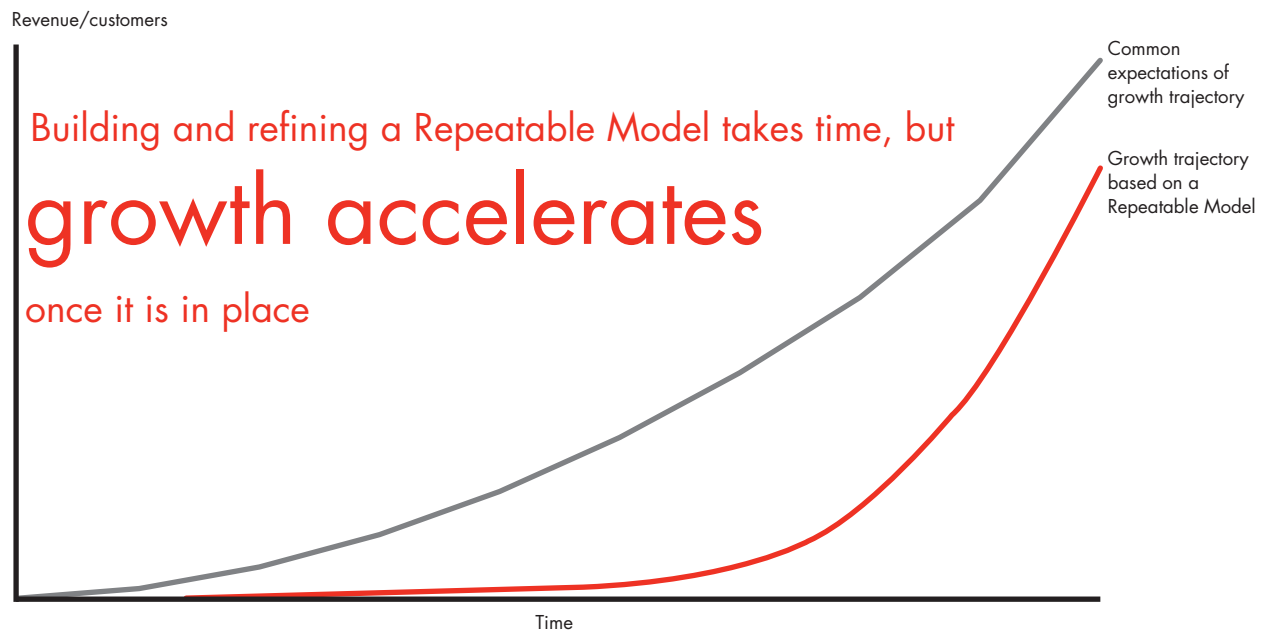 Revenue/customers
Building and refining a Repeatable Model takes time, but
growth accelerates
once it is in place
Common
expectations of
growth trajectory
Growth trajectory
based on a
Repeatable Model
Time